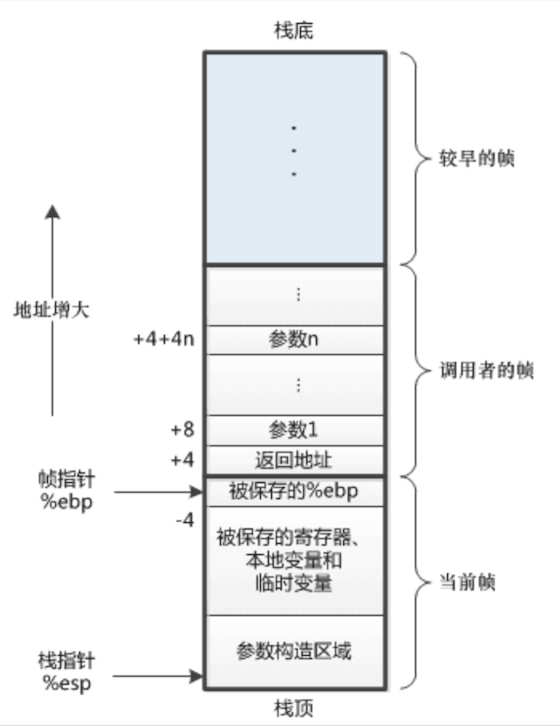 栈底
较早的帧
地址增大
+4+4n
参数n
调用者的帧
+8
参数1
+4
返回地址
帧指针
%ebp
被保存的%ebp
-4
被保存的寄存器、
本地变量和
临时变量
当前帧
参数构造区域
栈指针
%esp
栈顶